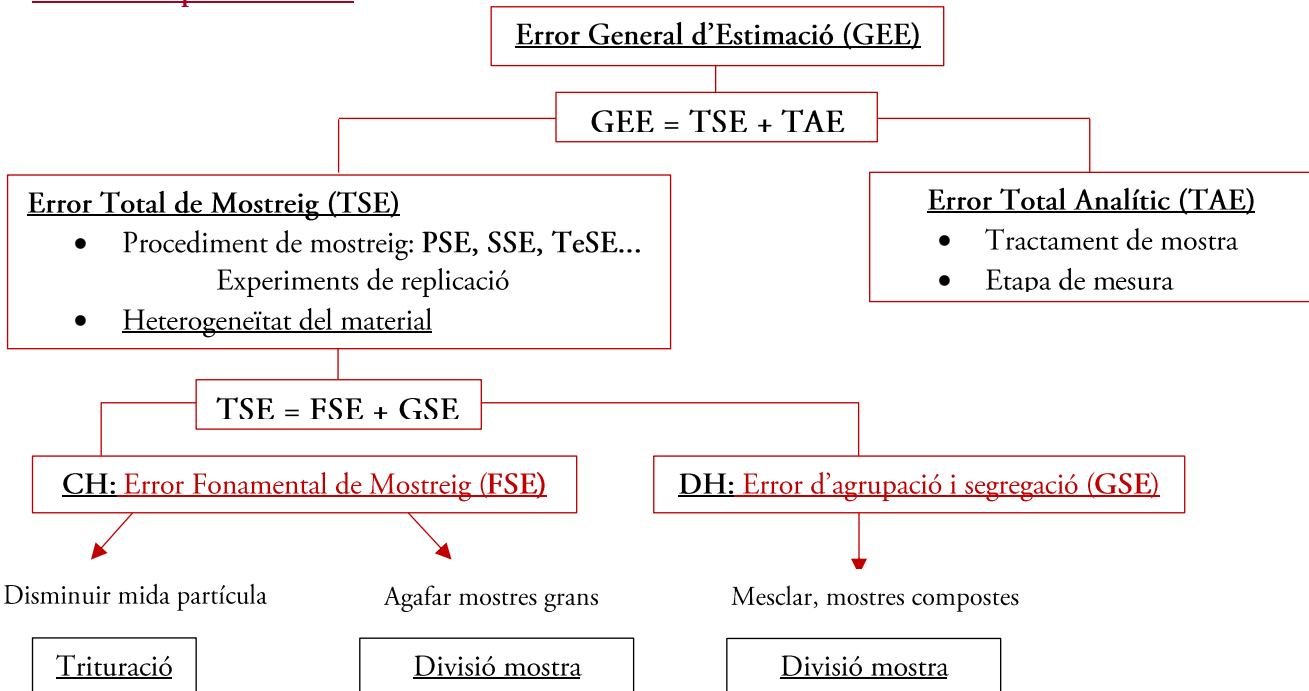 Error General d’Estimació (GEE)
GEE = TSE + TAE
Error Total de Mostreig (TSE)
• Procediment de mostreig: PSE, SSE, TeSE…
Experiments de replicació
• Heterogeneïtat del material
Error Total Analític (TAE)
• Tractament de mostra
• Etapa de mesura
TSE = FSE + GSE
CH: Error Fonamental de Mostreig (FSE)
DH: Error d’agrupació i segregació (GSE)
Disminuir mida partícula
Agafar mostres grans
Mesclar, mostres compostes
Trituració
Divisió mostra
Divisió mostra